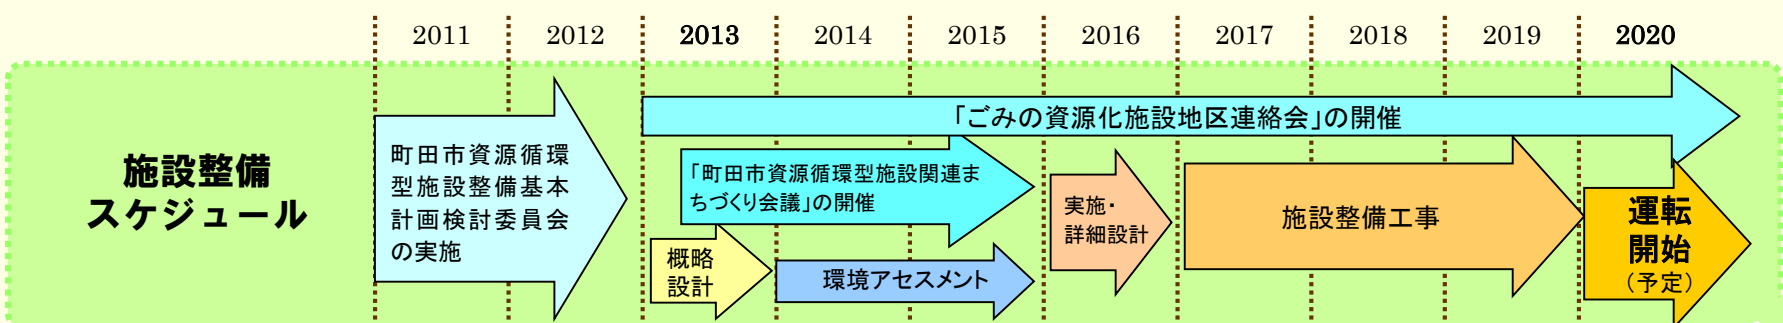 2011 2012 2013 2014 2015 2016 2017 2018 2019 2020
施設整備
スケジュール
町田市資源循環
型施設整備基本
計画検討委員会
の実施
「ごみの資源化施設地区連絡会」の開催
「町田市資源循環型施設関連ま
ちづくり会議」の開催
概略
設計
環境アセスメント
実施・
詳細設計
施設整備工事
運転
開始
（予定）